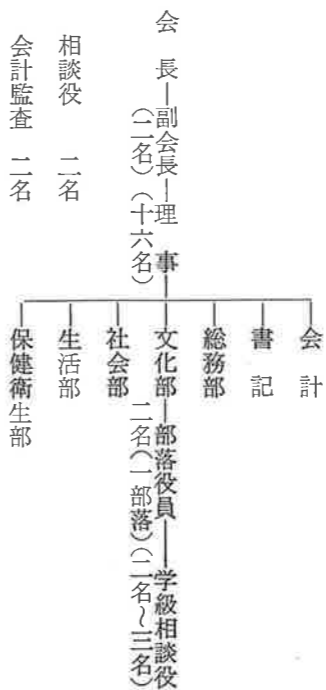 会長―副会長―理事
(二名)(十六名)
会計
書記
総務部
文化部―部落役員―学級相談役
二名(一部落)(二名~三名)
社会部
生活部
保健衛生部
相談役 二名
会計監査 二名